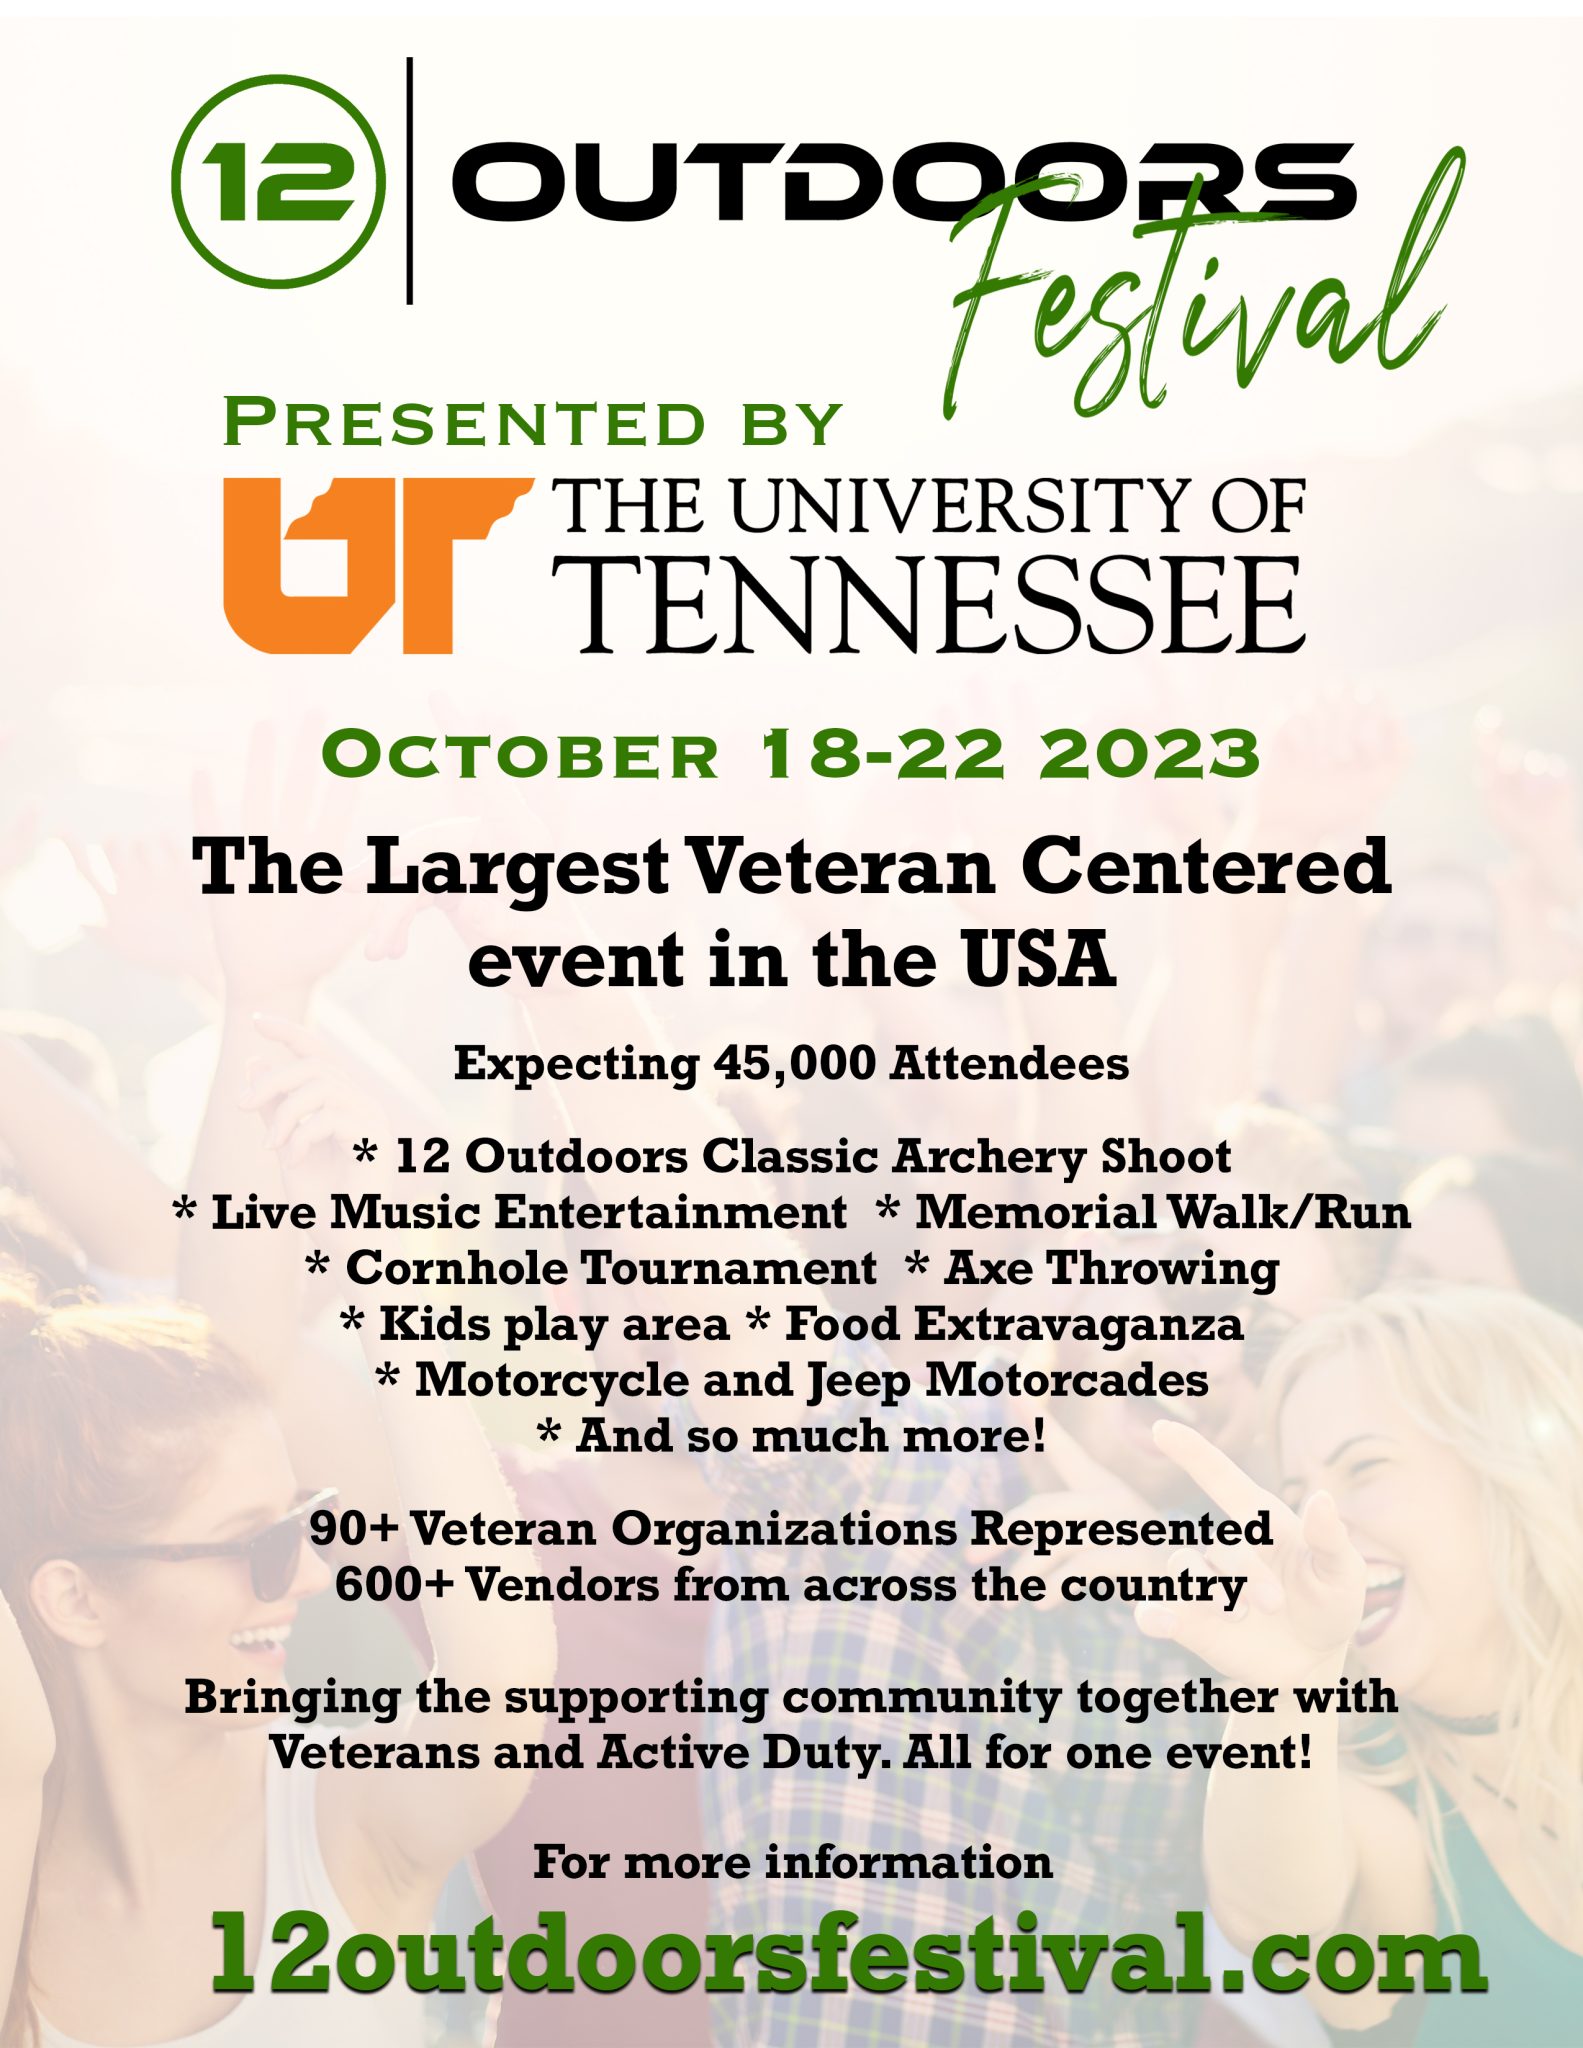 12 OUTDOORS
Festival
PRESENTED BY
UT THE UNIVERSITY OF
TENNESSEE
OCTOBER 18-22 2023
The Largest Veteran Centered
event in the USA
Expecting 45,000 Attendees
* 12 Outdoors Classic Archery Shoot
* Live Music Entertainment * Memorial Walk/Run
* Cornhole Tournament * Axe Throwing
* Kids play area * Food Extravaganza
* Motorcycle and Jeep Motorcades
* And so much more!
90+ Veteran Organizations Represented
600+ Vendors from across the country
Bringing the supporting community together with
Veterans and Active Duty. All for one event!
For more information
12outdoorsfestival.com